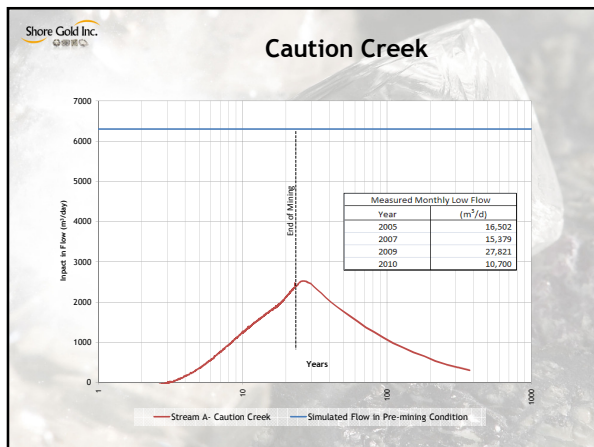 Shore Gold Inc.
Caution Creek
7000
6000
5000
4000
3000
2000
1000
0
Inpact in Flow (m³/day)
End of Mining
Measured Monthly Low Flow
Year (m³/d)
2005 16,502
2007 15,379
2009 27,821
2010 10,700
Years
1 10 100 1000
Stream A- Caution Creek Simulated Flow in Pre-mining Condition